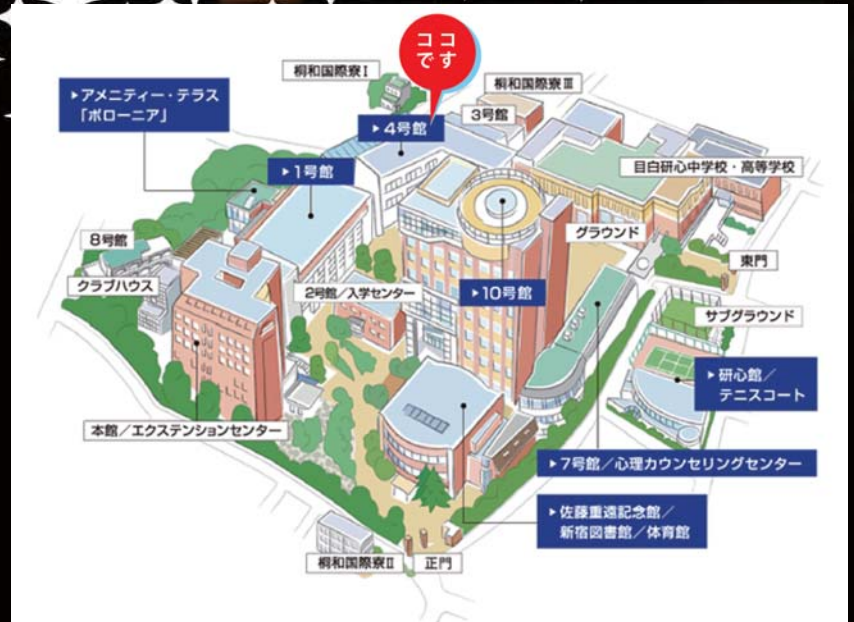 ココ
です
桐和国際寮Ⅰ
桐和国際寮Ⅲ
▶アメニティー・テラス
「ポローニア」
3号館
▶4号館
目白研心中学校・高等学校
▶1号館
グラウンド
8号館
東門
クラブハウス
2号館/入学センター
▶10号館
サブグラウンド
▶研心館/
テニスコート
本館/エクステンションセンター
▶7号館/心理カウンセリングセンター
▶佐藤重遠記念館/
新宿図書館/体育館
桐和国際寮Ⅱ
正門